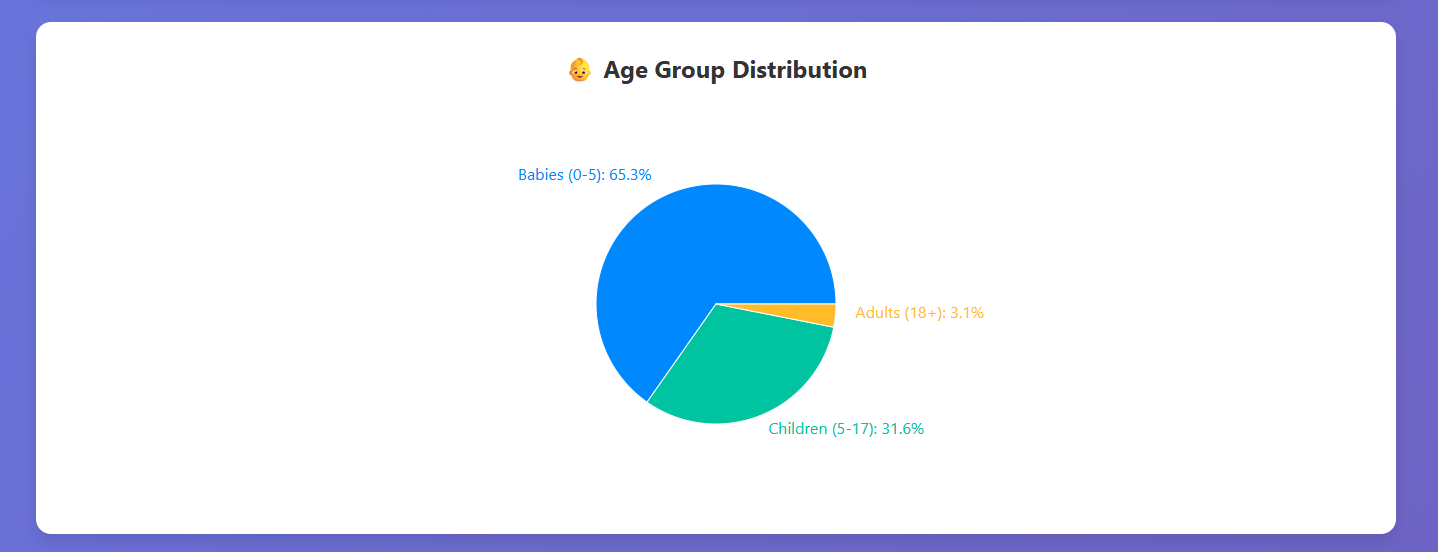 Age Group Distribution
Babies (0-5): 65.3%
Adults (18+): 3.1%
Children (5-17): 31.6%